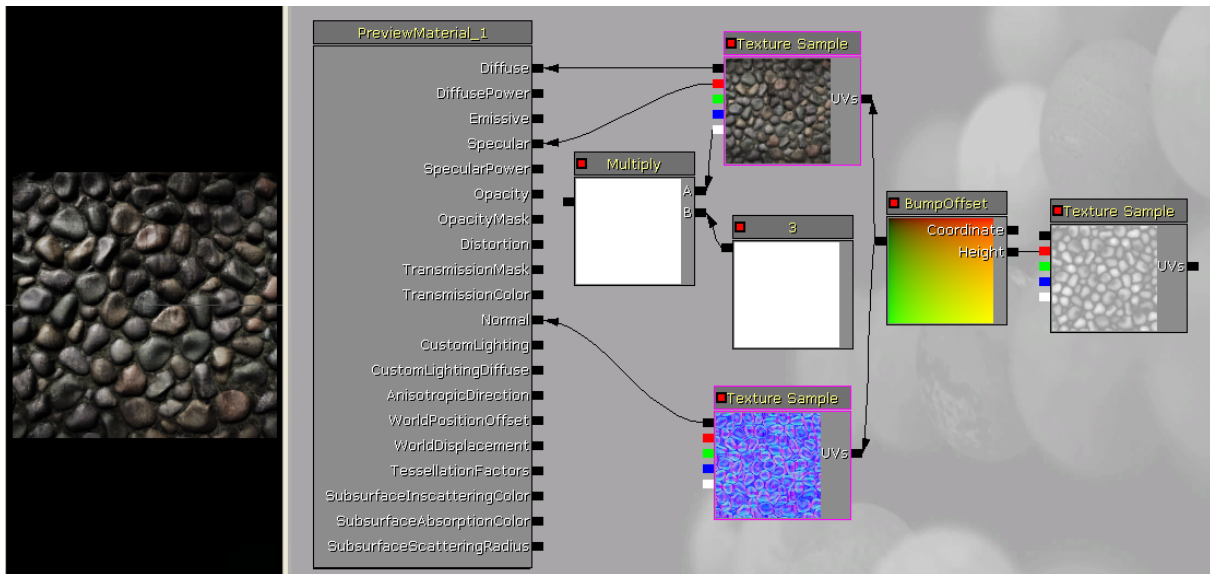 PreviewMaterial_1
Diffuse
DiffusePower
Emissive
Specular
SpecularPower
Opacity
OpacityMask
Distortion
TransmissionMask
TransmissionColor
Normal
CustomLighting
CustomLightingDiffuse
AnisotropicDirection
WorldPositionOffset
WorldDisplacement
TessellationFactors
SubsurfaceInscatteringColor
SubsurfaceAbsorptionColor
SubsurfaceScatteringRadius
Texture Sample
UVs
Multiply
A
B
3
Texture Sample
UVs
BumpOffset
Coordinate
Height
Texture Sample
UVs